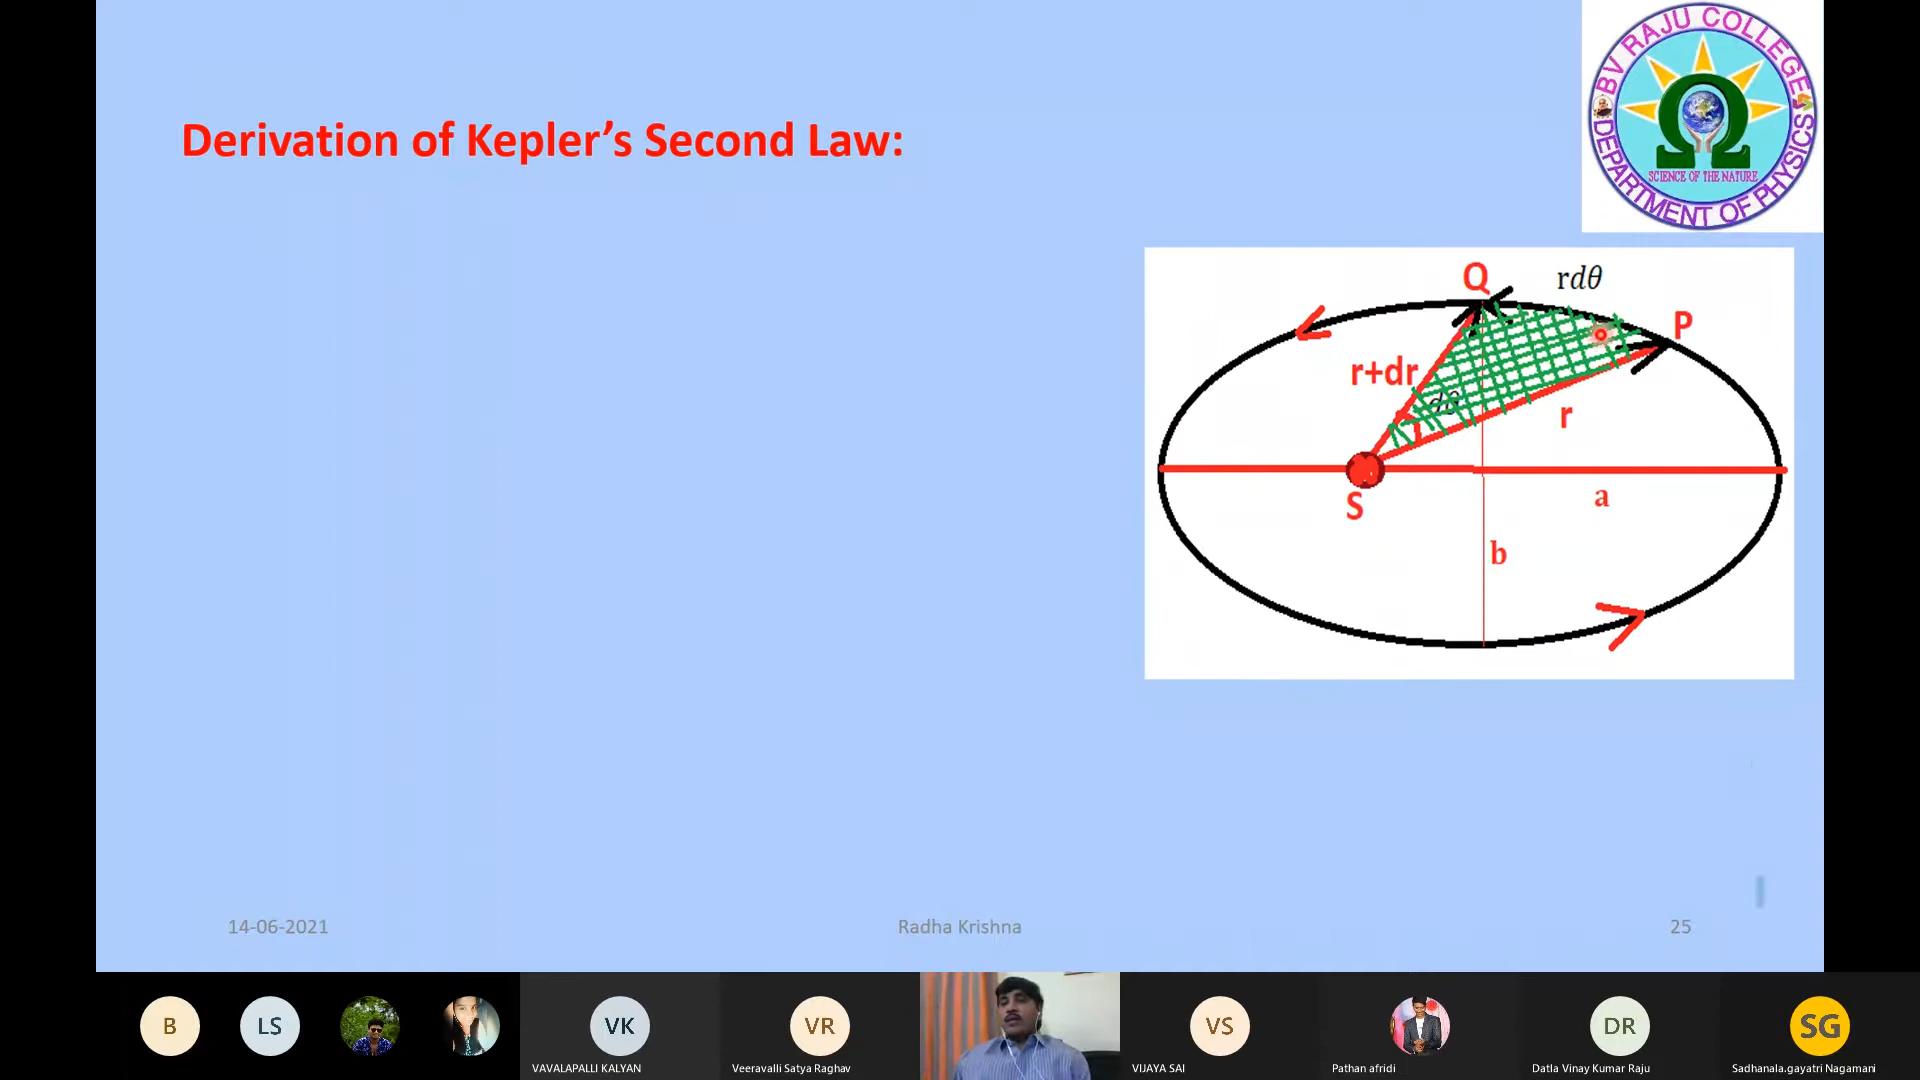 BV RAJU COLLEGE
SCIENCE OF THE NATURE
DEPARTMENT OF PHYSICS
Derivation of Kepler’s Second Law:
Q
rdθ
P
r+dr
dθ
r
S
a
b
14-06-2021
Radha Krishna
25
B
LS
VK
VR
VS
DR
SG
VAVALAPALLI KALYAN
Veeravalli Satya Raghav
VIJAYA SAI
Pathan afridi
Datla Vinay Kumar Raju
Sadhanala.gayatri Nagamani